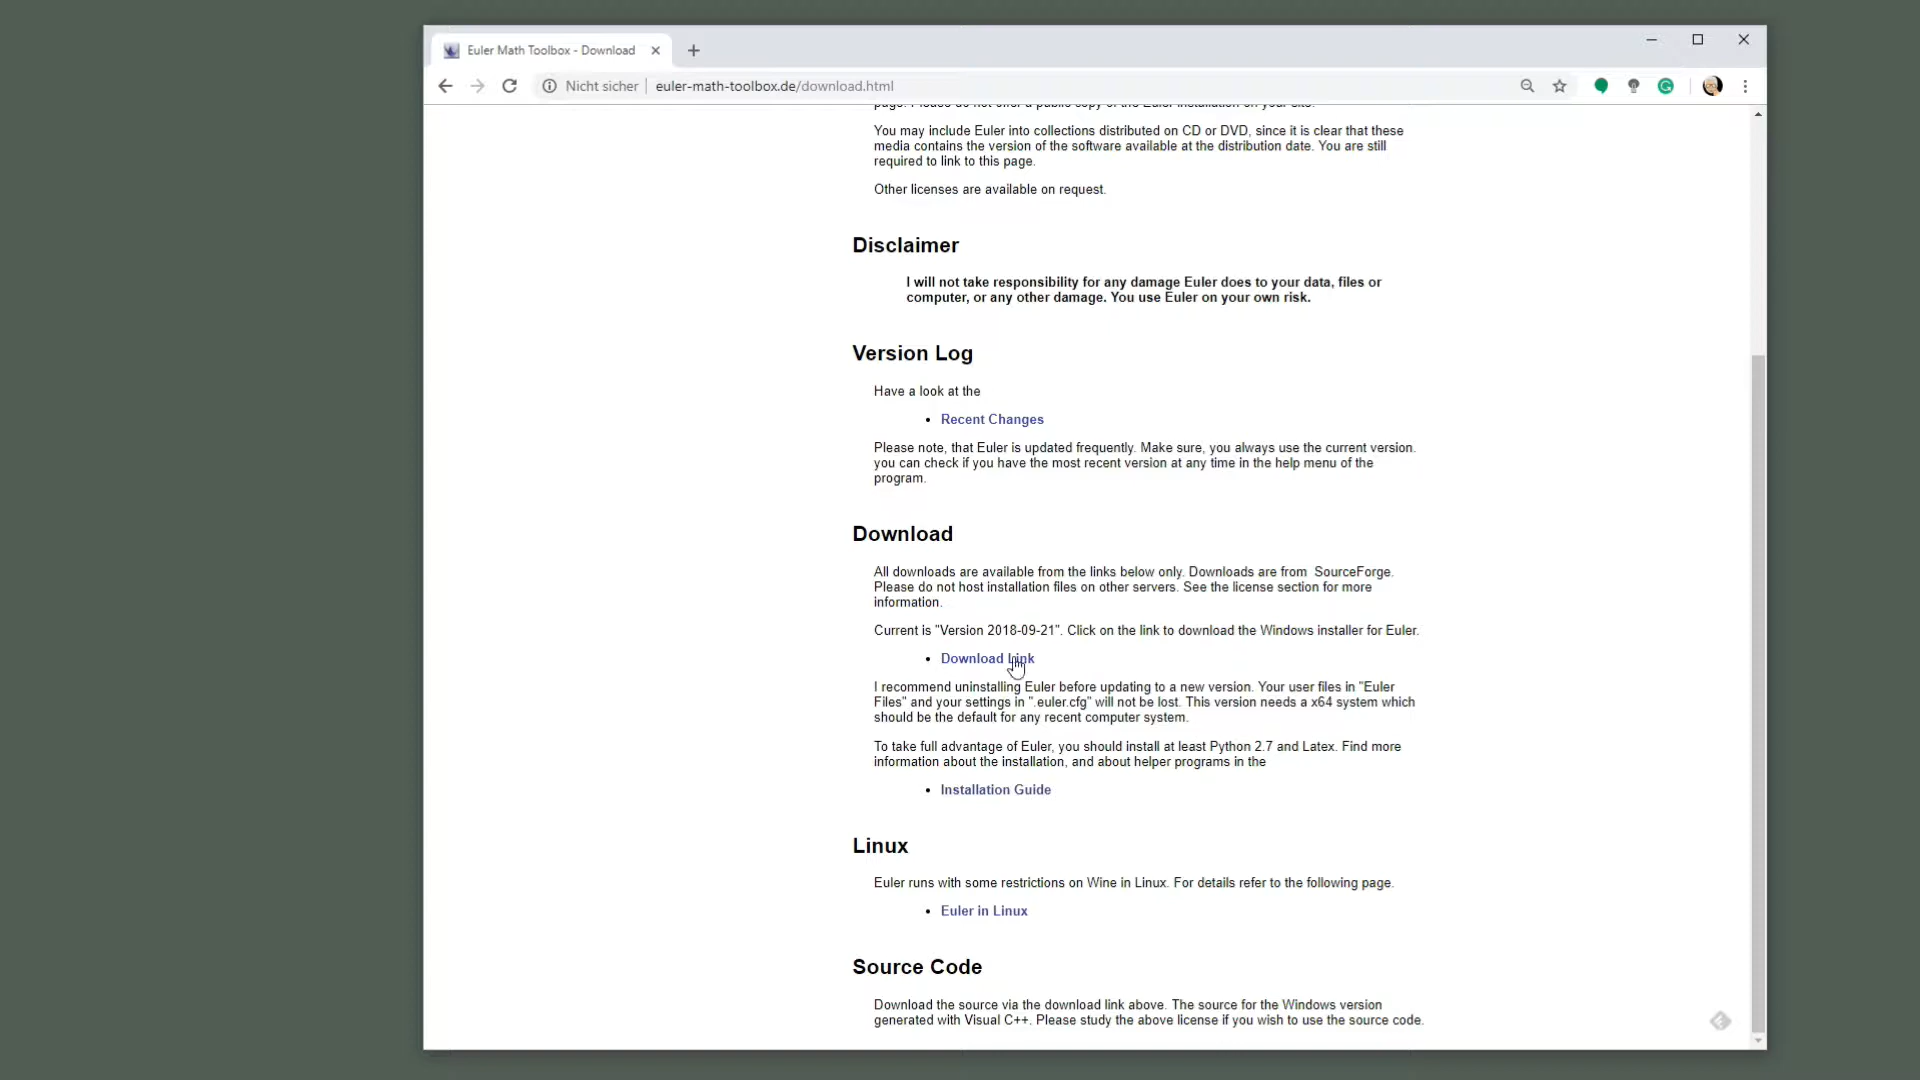 Euler Math Toolbox - Download
Nicht sicher | euler-math-toolbox.de/download.html
page. Please do not offer a public copy of the Euler installation on your site.
You may include Euler into collections distributed on CD or DVD, since it is clear that these
media contains the version of the software available at the distribution date. You are still
required to link to this page.
Other licenses are available on request.
Disclaimer
I will not take responsibility for any damage Euler does to your data, files or
computer, or any other damage. You use Euler on your own risk.
Version Log
Have a look at the
• Recent Changes
Please note, that Euler is updated frequently. Make sure, you always use the current version.
you can check if you have the most recent version at any time in the help menu of the
program.
Download
All downloads are available from the links below only. Downloads are from SourceForge.
Please do not host installation files on other servers. See the license section for more
information.
Current is "Version 2018-09-21". Click on the link to download the Windows installer for Euler.
• Download Link
I recommend uninstalling Euler before updating to a new version. Your user files in "Euler
Files" and your settings in ".euler.cfg" will not be lost. This version needs a x64 system which
should be the default for any recent computer system.
To take full advantage of Euler, you should install at least Python 2.7 and Latex. Find more
information about the installation, and about helper programs in the
• Installation Guide
Linux
Euler runs with some restrictions on Wine in Linux. For details refer to the following page.
• Euler in Linux
Source Code
Download the source via the download link above. The source for the Windows version
generated with Visual C++. Please study the above license if you wish to use the source code.